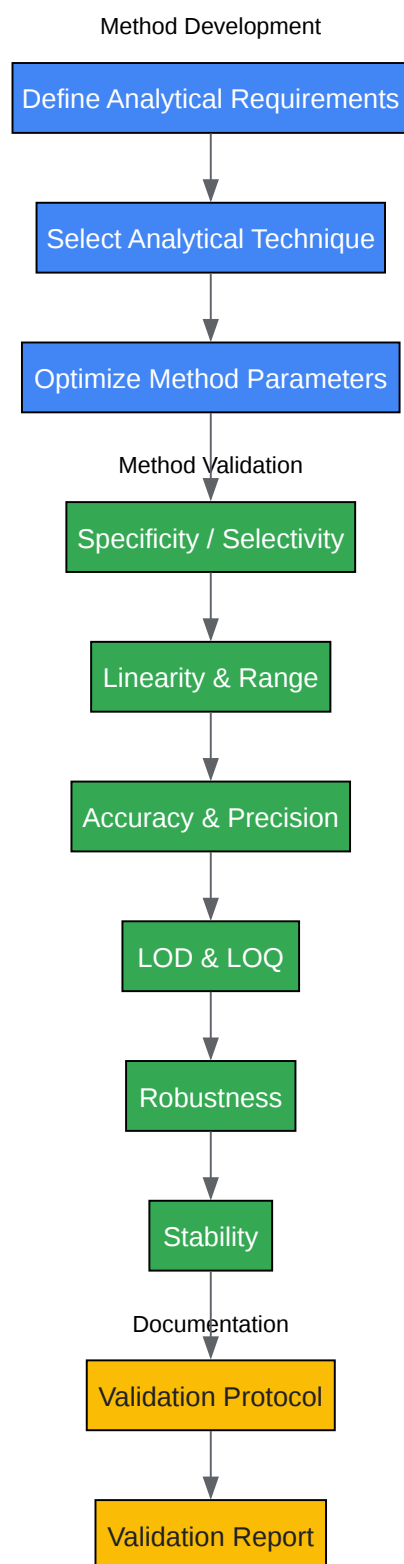 Method Development
Define Analytical Requirements
Select Analytical Technique
Optimize Method Parameters
Method Validation
Specificity / Selectivity
Linearity & Range
Accuracy & Precision
LOD & LOQ
Robustness
Stability
Documentation
Validation Protocol
Validation Report